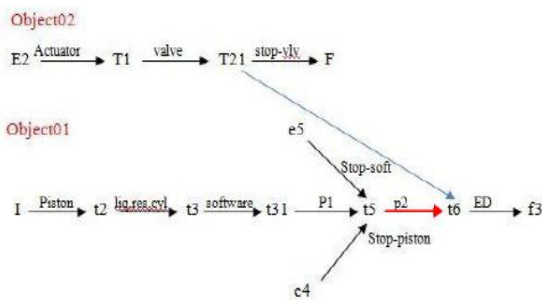 Object02
E2 Actuator T1 valve T21 stop-vlv F
Object01
e5
Stop-soft
I Piston t2 liq.res.cyl t3 software t31 P1 t5 p2 t6 ED f3
Stop-piston
e4